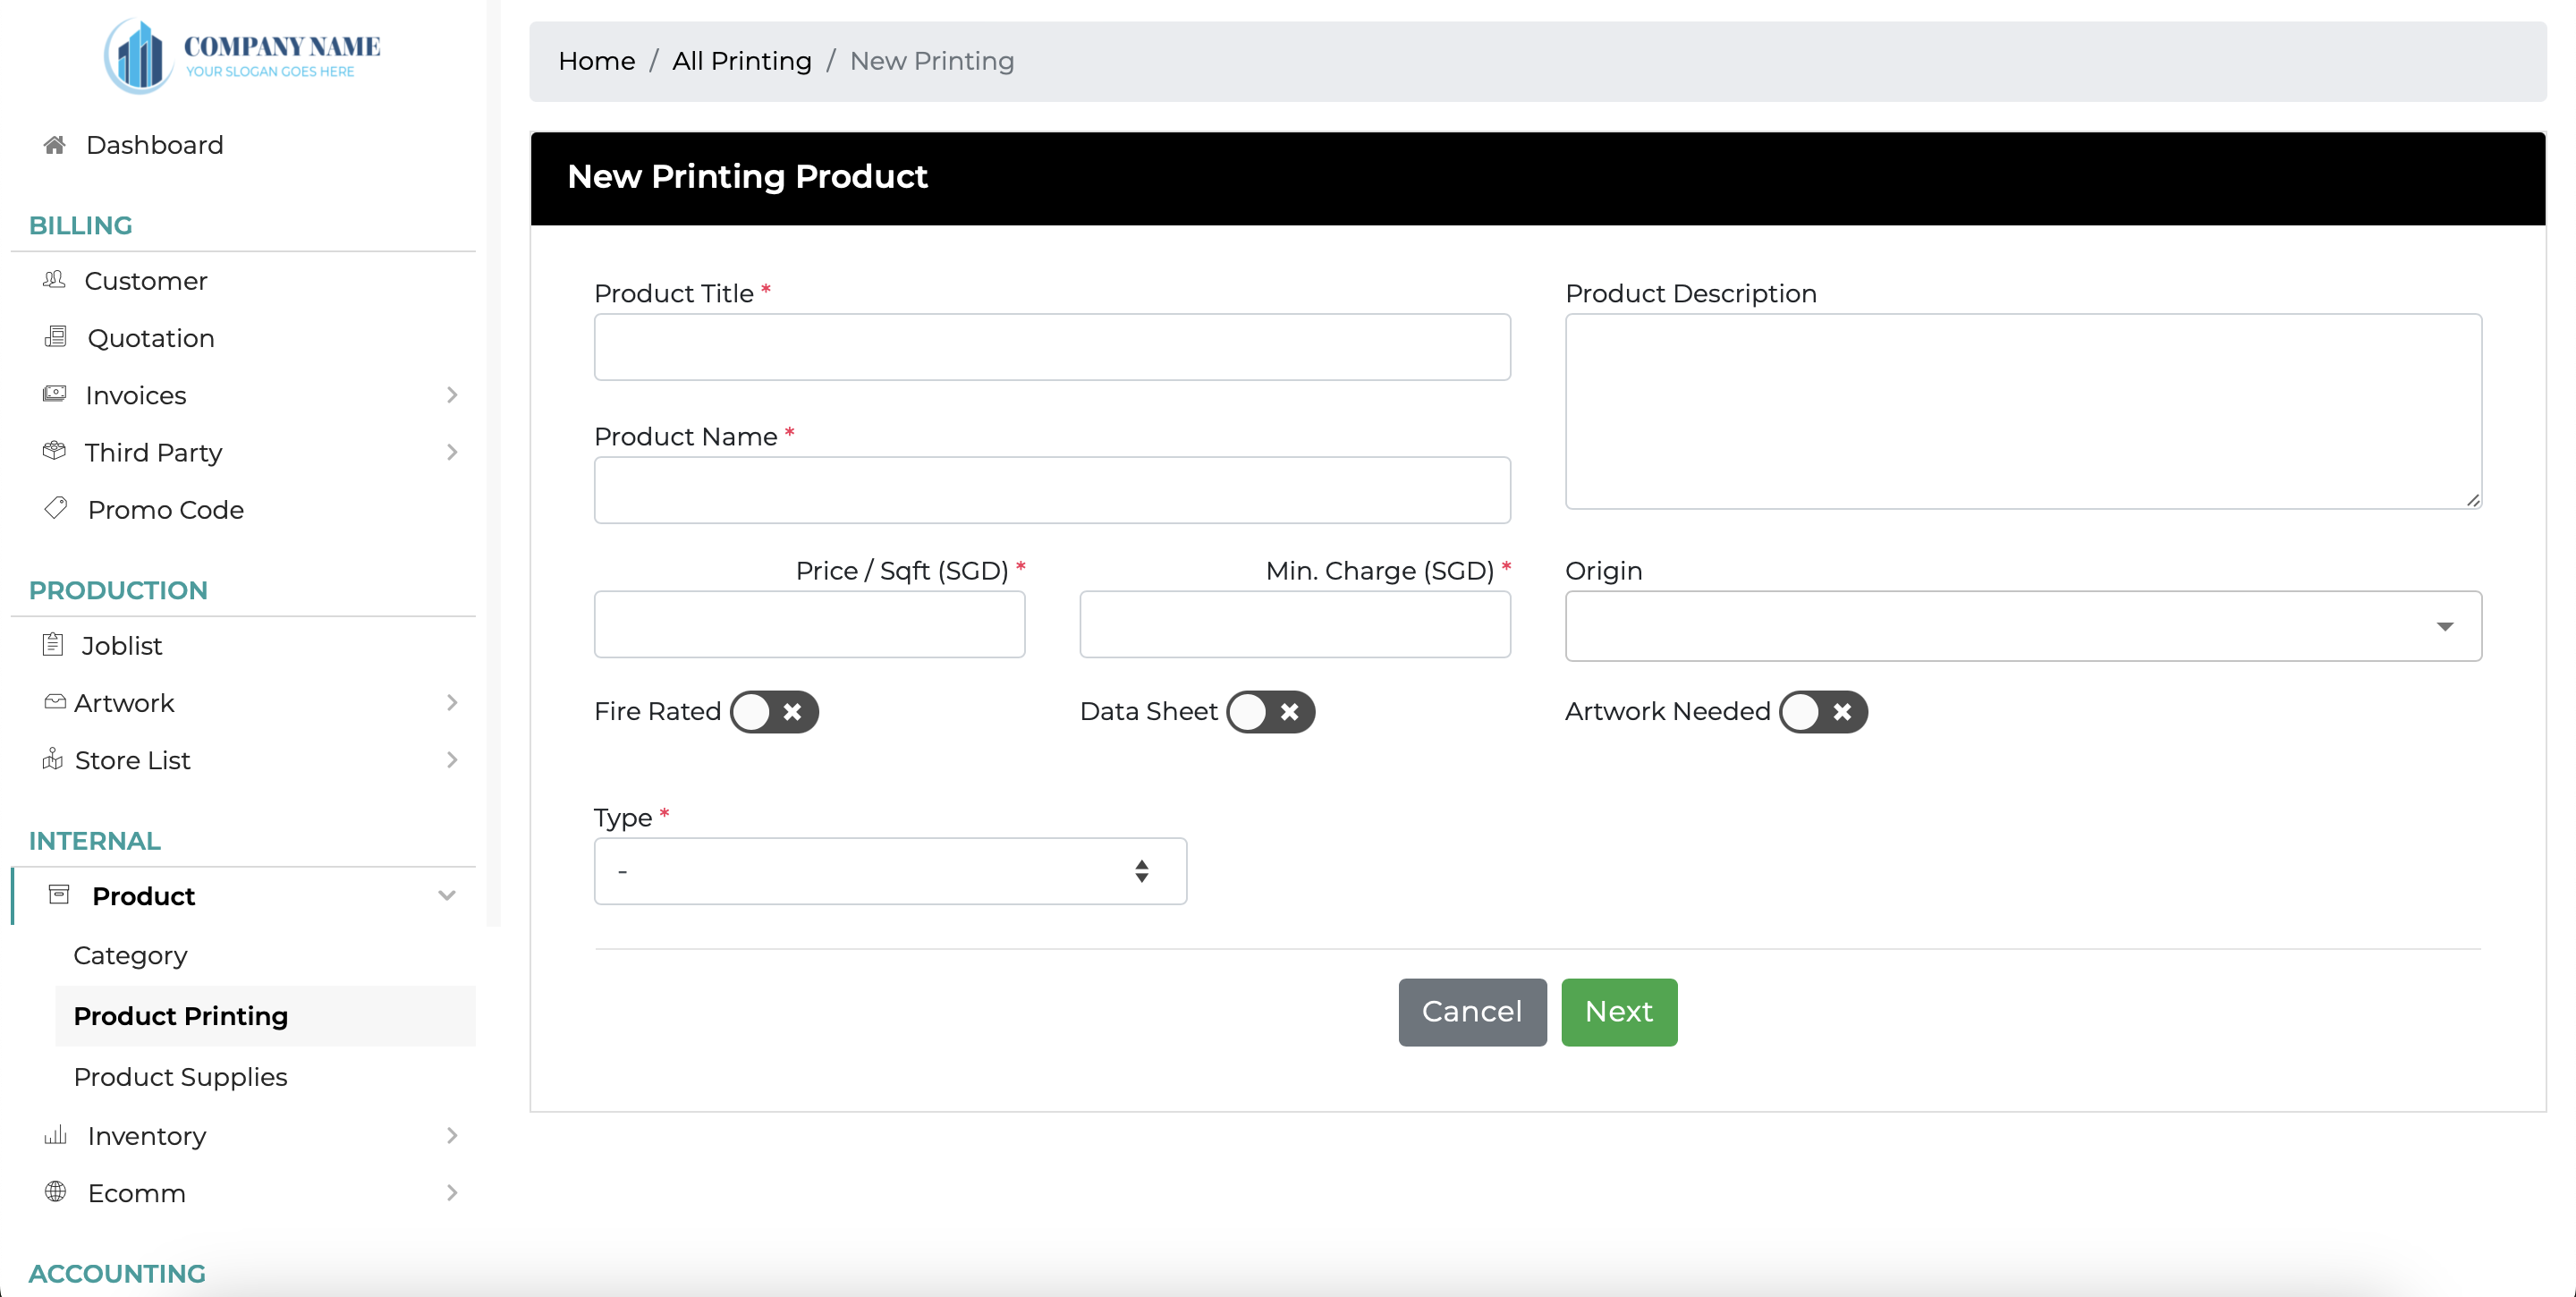 COMPANY NAME
YOUR SLOGAN GOES HERE
Dashboard
BILLING
Customer
Quotation
Invoices
Third Party
Promo Code
PRODUCTION
Joblist
Artwork
Store List
INTERNAL
Product
Category
Product Printing
Product Supplies
Inventory
Ecomm
ACCOUNTING
Home / All Printing / New Printing
New Printing Product
Product Title *
Product Description
Product Name *
Price / Sqft (SGD) *
Min. Charge (SGD) *
Origin
Fire Rated
Data Sheet
Artwork Needed
Type *
-
Cancel
Next